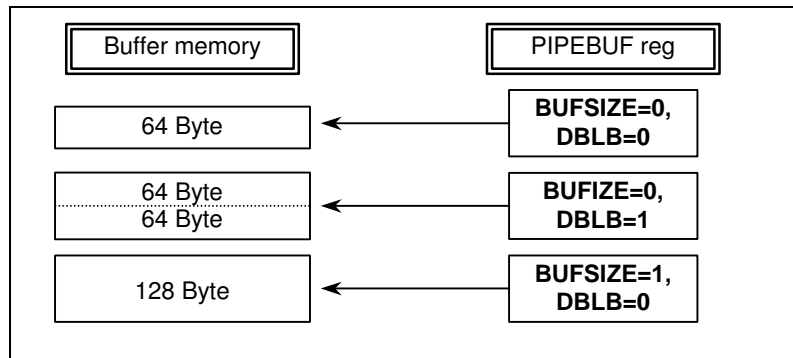 Buffer memory
PIPEBUF reg
64 Byte
BUFSIZE=0,
DBLB=0
64 Byte
64 Byte
BUFIZE=0,
DBLB=1
128 Byte
BUFSIZE=1,
DBLB=0